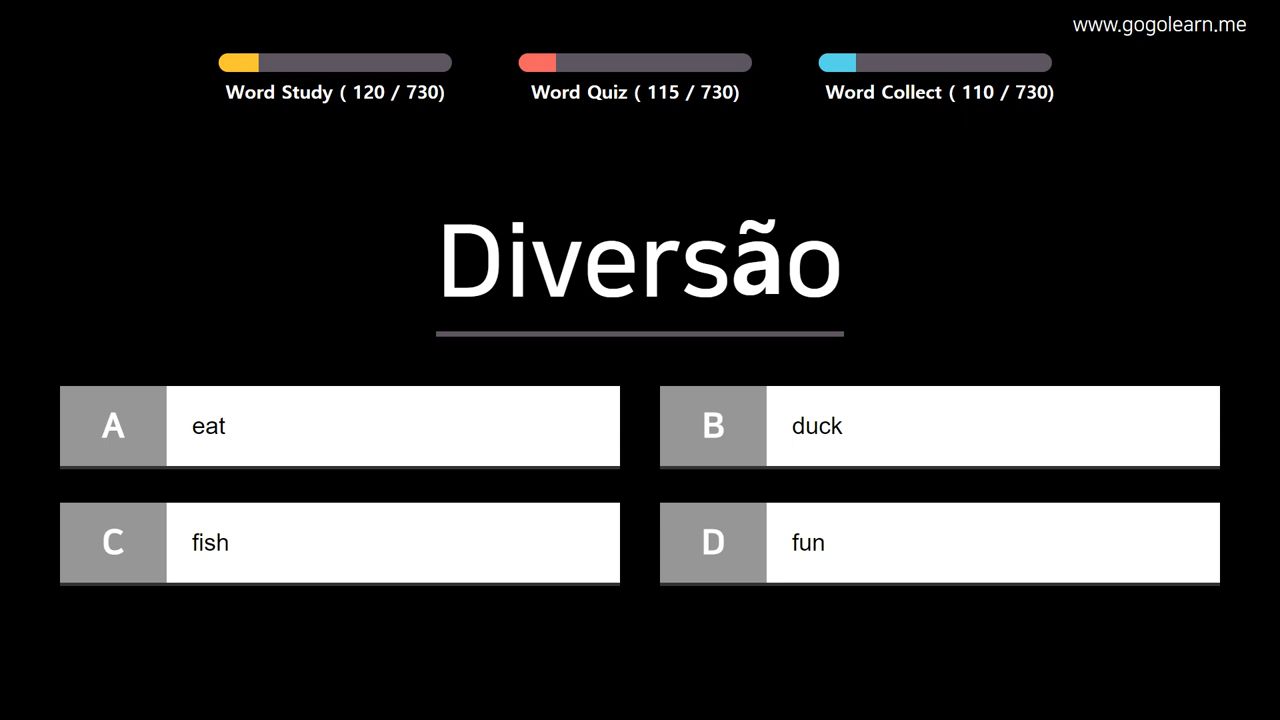 www.gogolearn.me
Word Study ( 120 / 730)
Word Quiz ( 115 / 730)
Word Collect ( 110 / 730)
Diversão
A eat
B duck
C fish
D fun